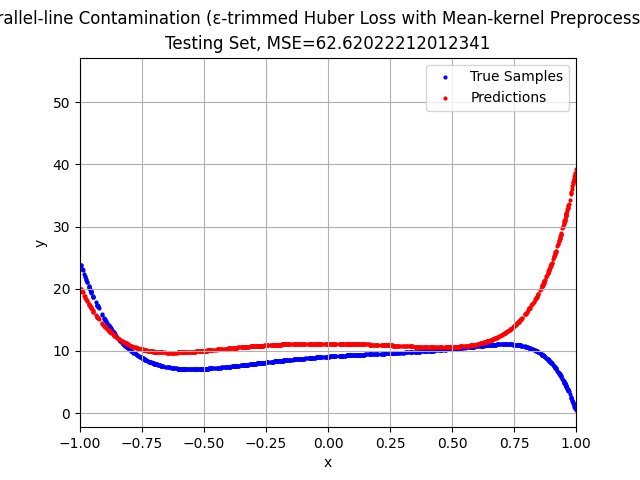 rallel-line Contamination (ε-trimmed Huber Loss with Mean-kernel Preprocess
Testing Set, MSE=62.62022212012341
True Samples
Predictions
50
40
30
20
10
0
y
−1.00 −0.75 −0.50 −0.25 0.00 0.25 0.50 0.75 1.00
x